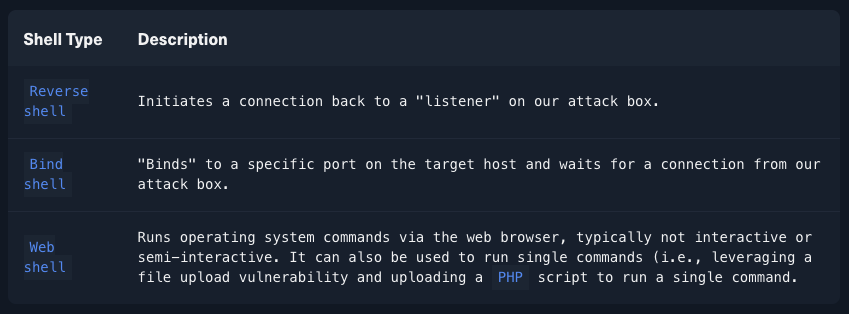 Shell Type Description
Reverse shell
Initiates a connection back to a "listener" on our attack box.
Bind shell
"Binds" to a specific port on the target host and waits for a connection from our
attack box.
Web shell
Runs operating system commands via the web browser, typically not interactive or
semi-interactive. It can also be used to run single commands (i.e., leveraging a
file upload vulnerability and uploading a PHP script to run a single command.